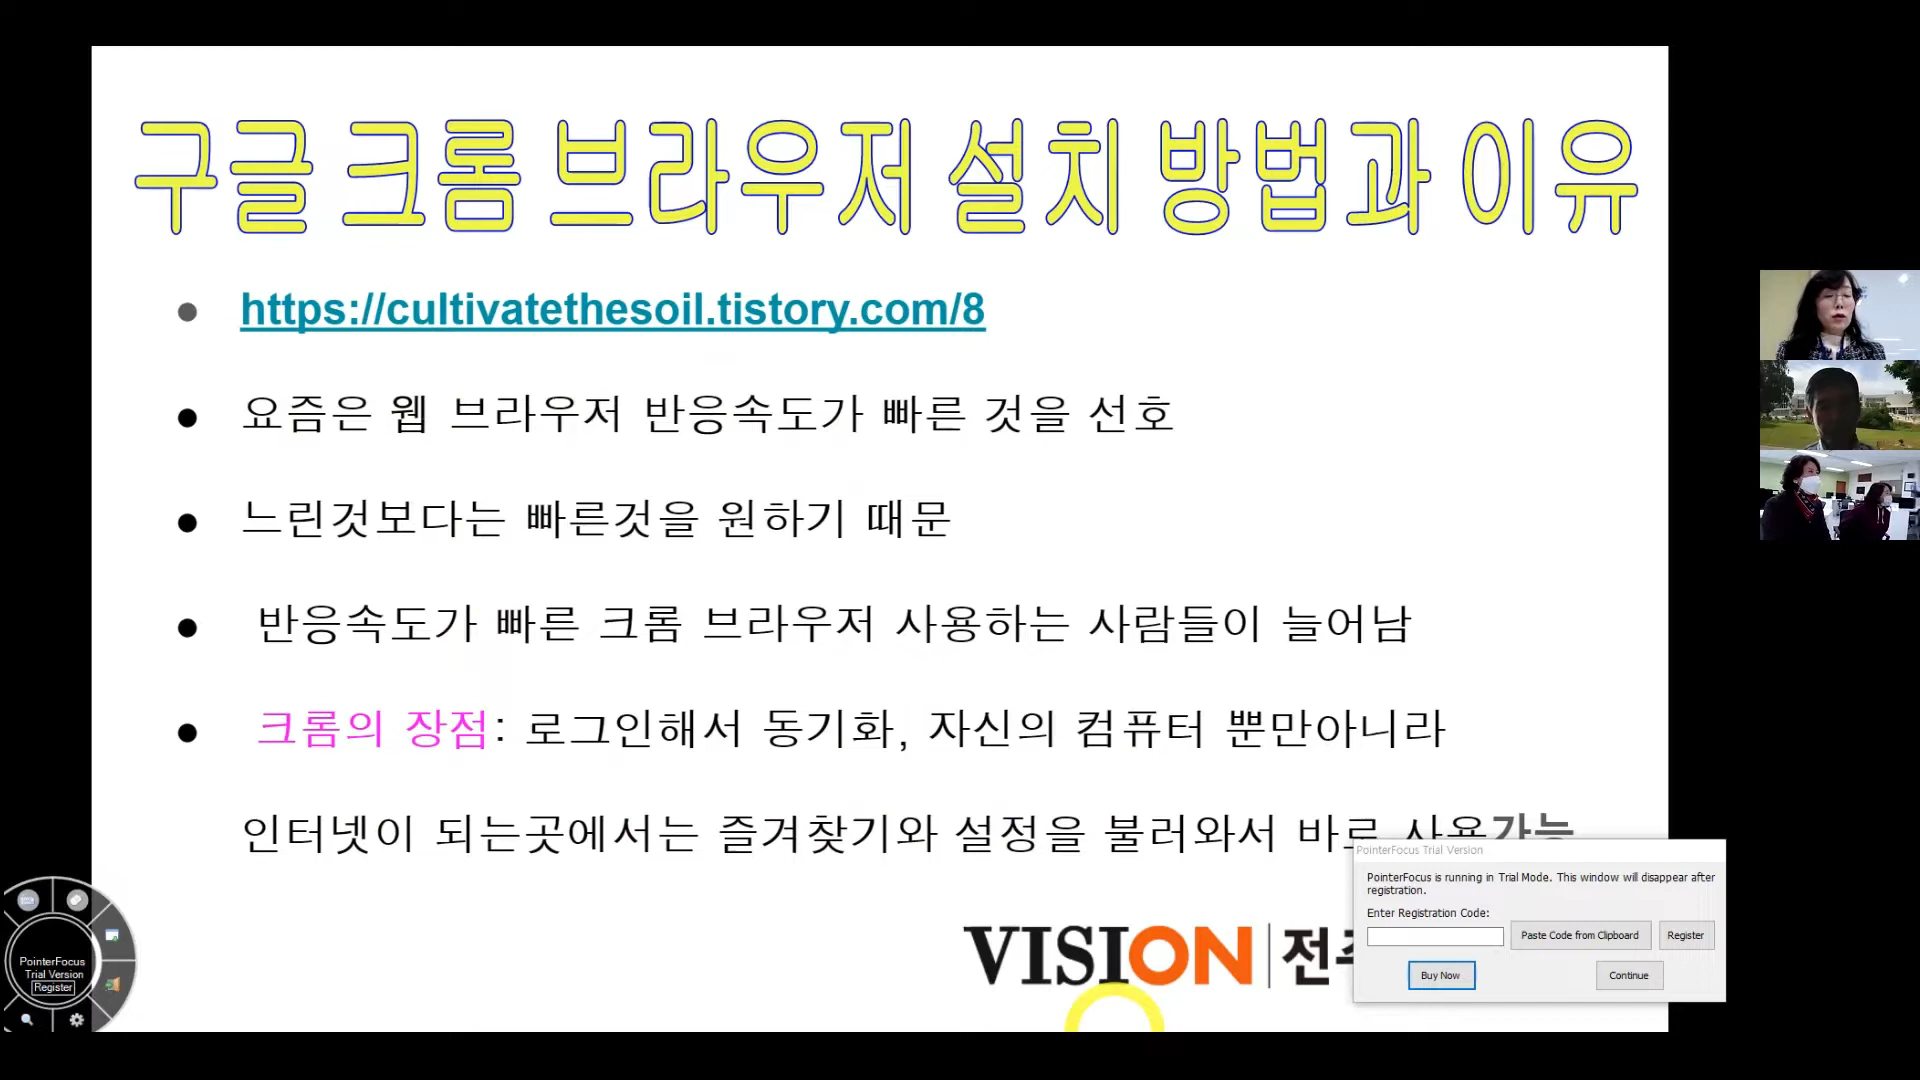 구글 크롬 브라우저 설치 방법과 이유
https://cultivatethesoil.tistory.com/8
요즘은 웹 브라우저 반응속도가 빠른 것을 선호
느린것보다는 빠른것을 원하기 때문
반응속도가 빠른 크롬 브라우저 사용하는 사람들이 늘어남
크롬의 장점: 로그인해서 동기화, 자신의 컴퓨터 뿐만아니라
인터넷이 되는곳에서는 즐겨찾기와 설정을 불러와서 바로 사용가능
VISION 전주
PointerFocus Trial Version
PointerFocus is running in Trial Mode. This window will disappear after
registration.
Enter Registration Code:
Paste Code from Clipboard
Register
Buy Now
Continue
PointerFocus
Trial Version
Register